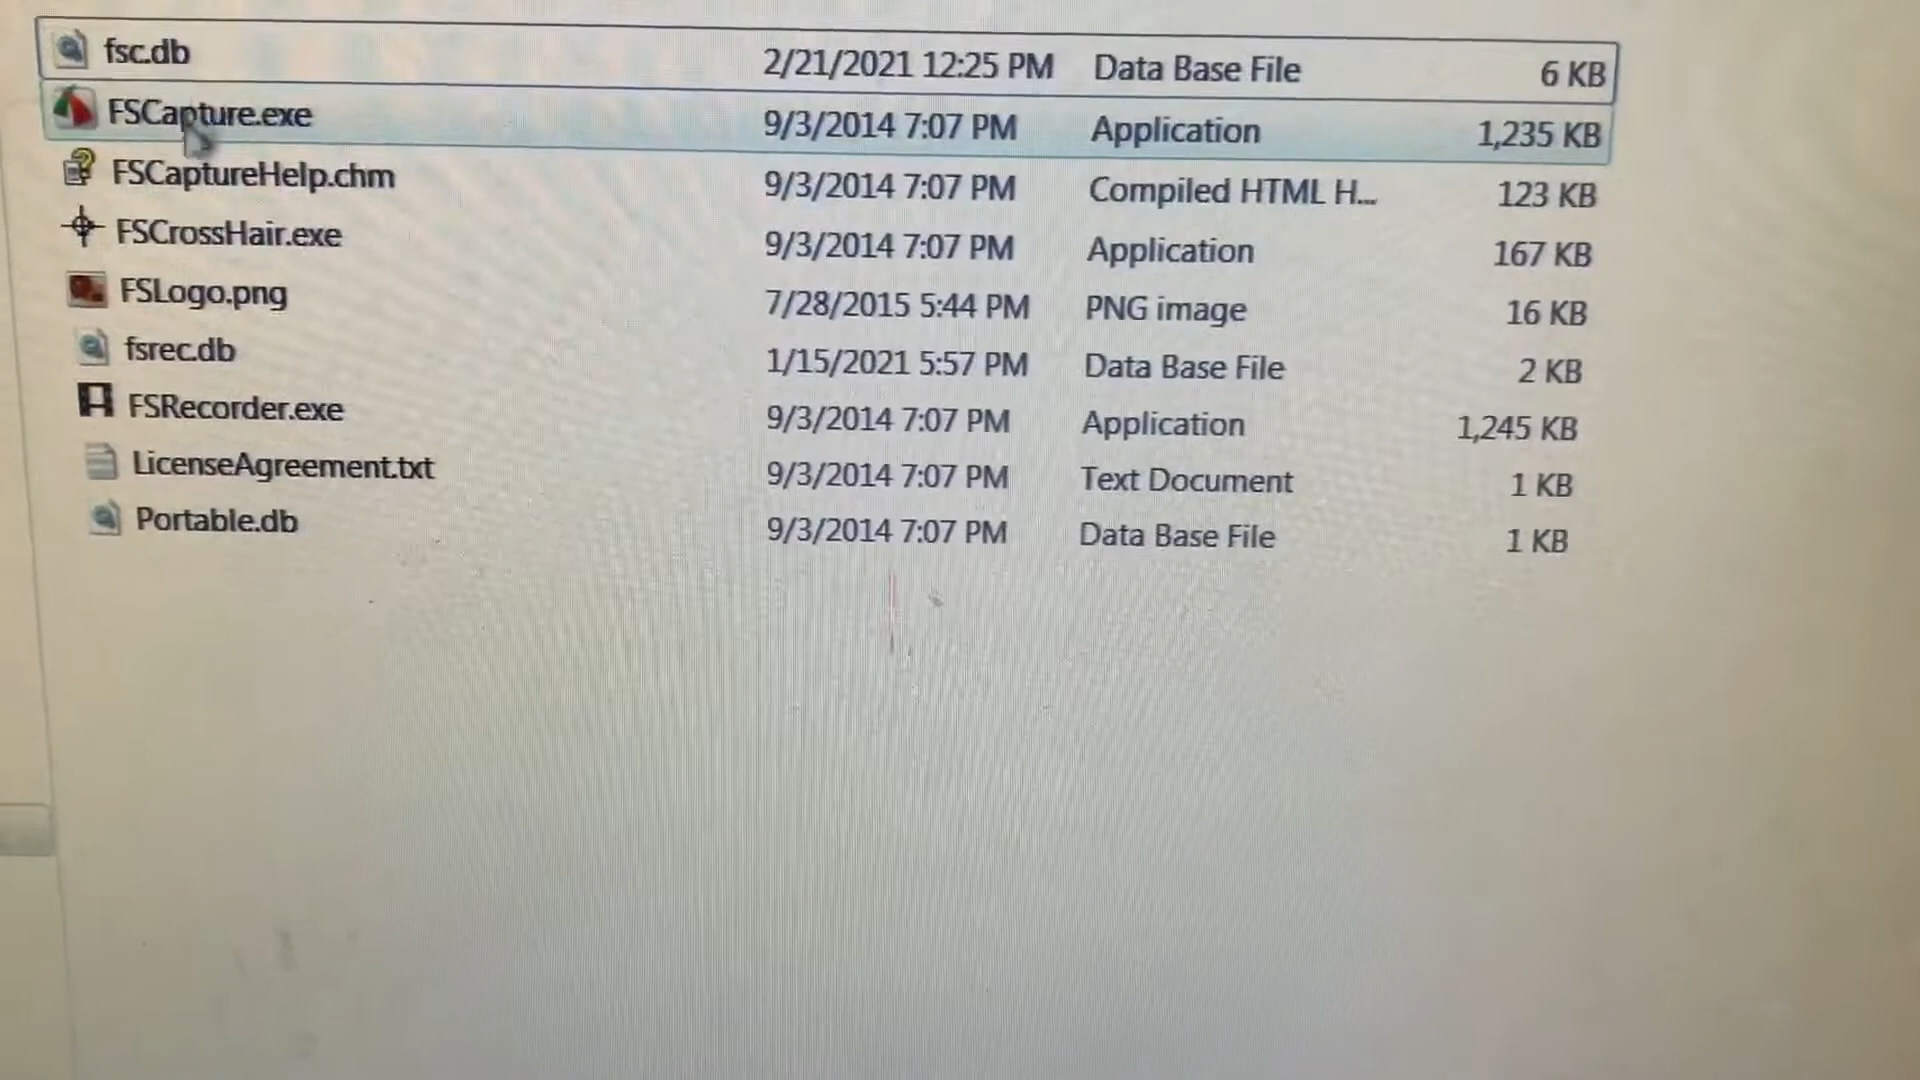 fsc.db 2/21/2021 12:25 PM Data Base File 6 KB
FSCapture.exe 9/3/2014 7:07 PM Application 1,235 KB
FSCaptureHelp.chm 9/3/2014 7:07 PM Compiled HTML H... 123 KB
FSCrossHair.exe 9/3/2014 7:07 PM Application 167 KB
FSLogo.png 7/28/2015 5:44 PM PNG image 16 KB
fsrec.db 1/15/2021 5:57 PM Data Base File 2 KB
FSRecorder.exe 9/3/2014 7:07 PM Application 1,245 KB
LicenseAgreement.txt 9/3/2014 7:07 PM Text Document 1 KB
Portable.db 9/3/2014 7:07 PM Data Base File 1 KB